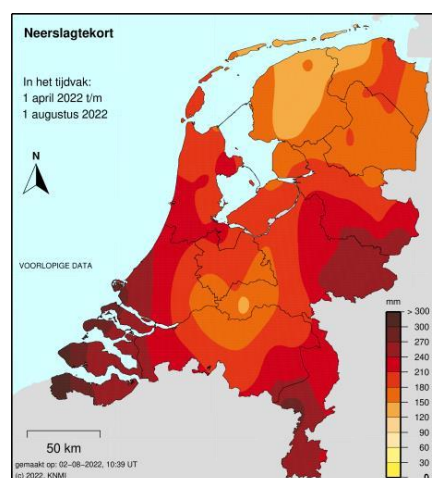 Neerslagtekort
In het tijdvak:
1 april 2022 t/m
1 augustus 2022
N
VOORLOPIGE DATA
mm
> 300
300
270
240
210
180
150
120
90
60
30
0
50 km
gemaakt op: 02-08-2022, 10:39 UT
(c) 2022, KNMI